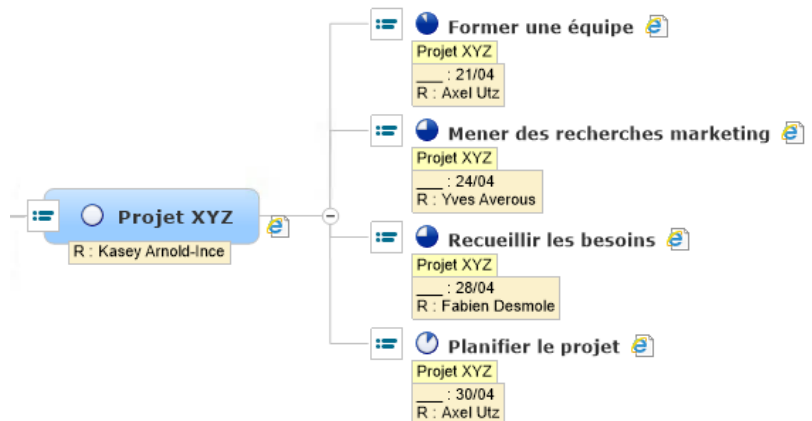 Former une équipe
Projet XYZ
___ : 21/04
R : Axel Utz
Mener des recherches marketing
Projet XYZ
___ : 24/04
R : Yves Averous
Projet XYZ
R : Kasey Arnold-Ince
Recueillir les besoins
Projet XYZ
___ : 28/04
R : Fabien Desmole
Planifier le projet
Projet XYZ
___ : 30/04
R : Axel Utz